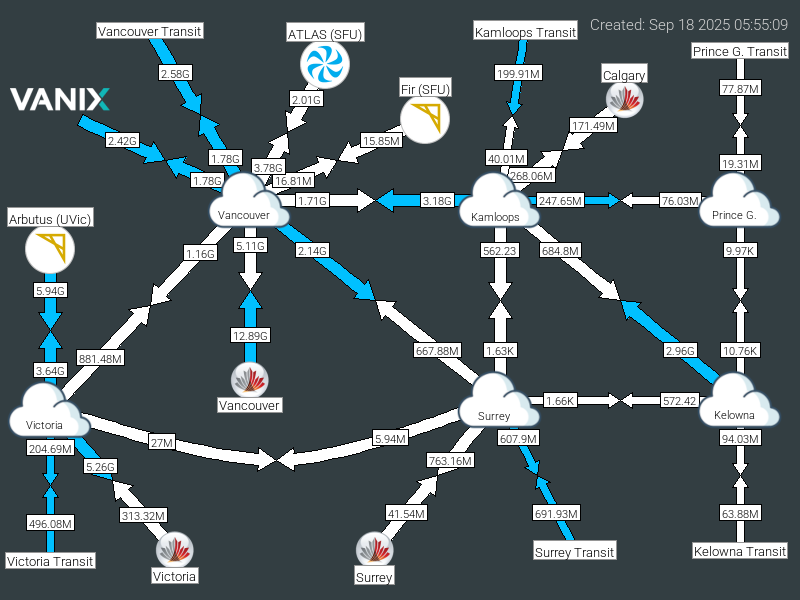 Created: Sep 18 2025 05:55:09
Vancouver Transit
ATLAS (SFU)
Kamloops Transit
Prince G. Transit
2.58G
199.91M
Calgary
77.87M
VANIX
2.01G
Fir (SFU)
171.49M
2.42G
15.85M
1.78G
3.78G
40.01M
19.31M
1.78G
16.81M
268.06M
1.71G
3.18G
247.65M
76.03M
Arbutus (UVic)
Vancouver
Kamloops
Prince G.
1.16G
5.11G
2.14G
562.23
684.8M
9.97K
5.94G
12.89G
881.48M
667.88M
1.63K
2.96G
10.76K
3.64G
Vancouver
1.66K
572.42
Victoria
Surrey
Kelowna
204.69M
27M
5.94M
607.9M
94.03M
5.26G
763.16M
496.08M
313.32M
41.54M
691.93M
63.88M
Victoria Transit
Surrey Transit
Kelowna Transit
Victoria
Surrey